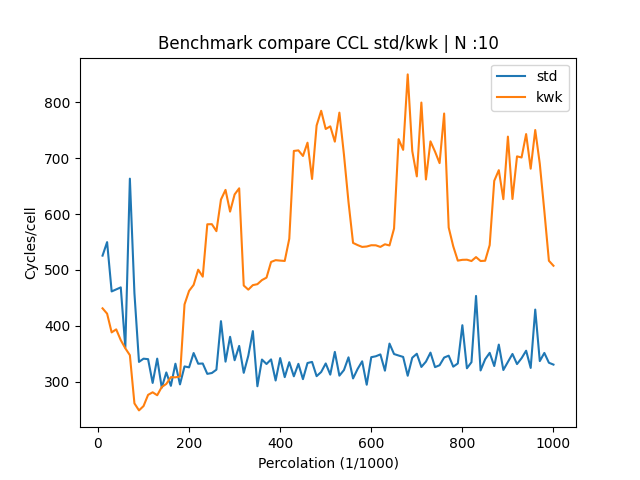 Benchmark compare CCL std/kwk | N :10
std
kwk
800
700
600
500
400
300
Cycles/cell
0 200 400 600 800 1000
Percolation (1/1000)